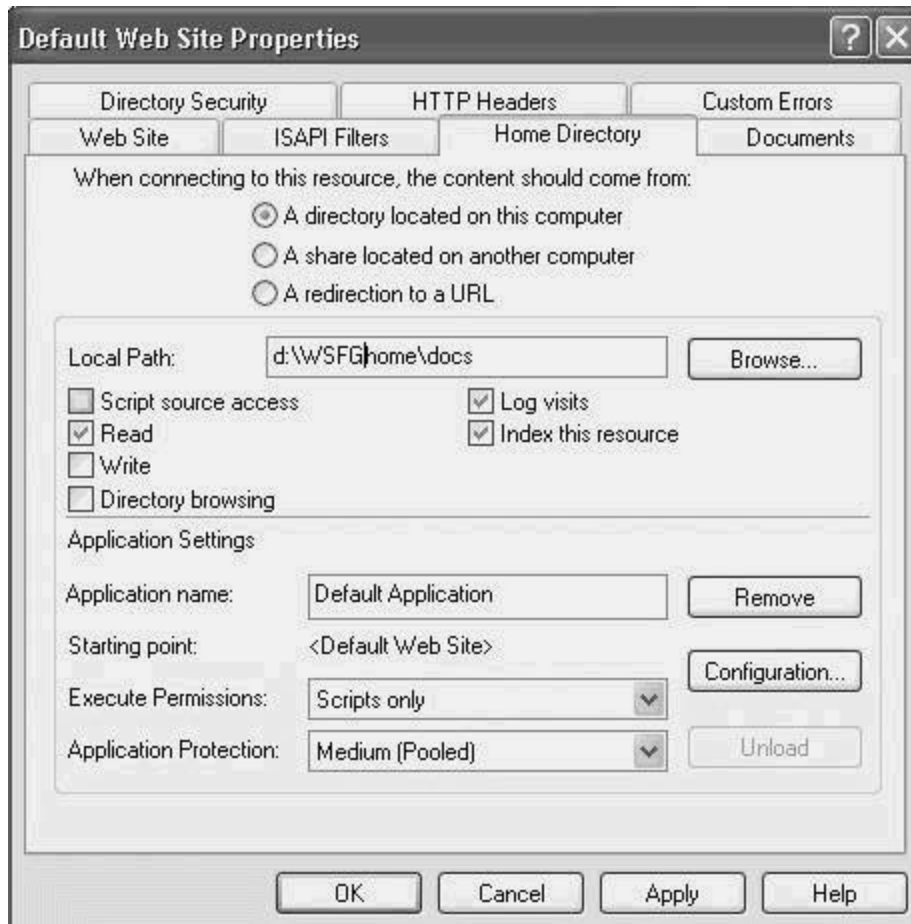 Default Web Site Properties
Directory Security HTTP Headers Custom Errors
Web Site ISAPI Filters Home Directory Documents
When connecting to this resource, the content should come from:
A directory located on this computer
A share located on another computer
A redirection to a URL
Local Path: d:\WSFGhome\docs Browse...
Script source access Log visits
Read Index this resource
Write
Directory browsing
Application Settings
Application name: Default Application Remove
Starting point: <Default Web Site>
Configuration...
Execute Permissions: Scripts only
Application Protection: Medium (Pooled) Unload
OK Cancel Apply Help